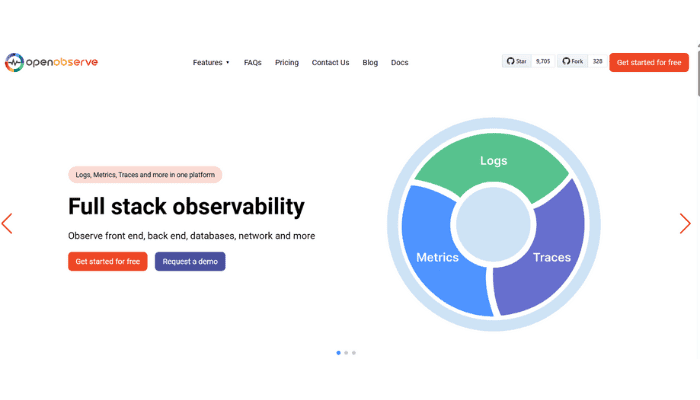 openobserve
Features
FAQs
Pricing
Contact Us
Blog
Docs
Star 9,705
Fork 328
Get started for free
Logs, Metrics, Traces and more in one platform
Full stack observability
Observe front end, back end, databases, network and more
Get started for free
Request a demo
Logs
Metrics
Traces